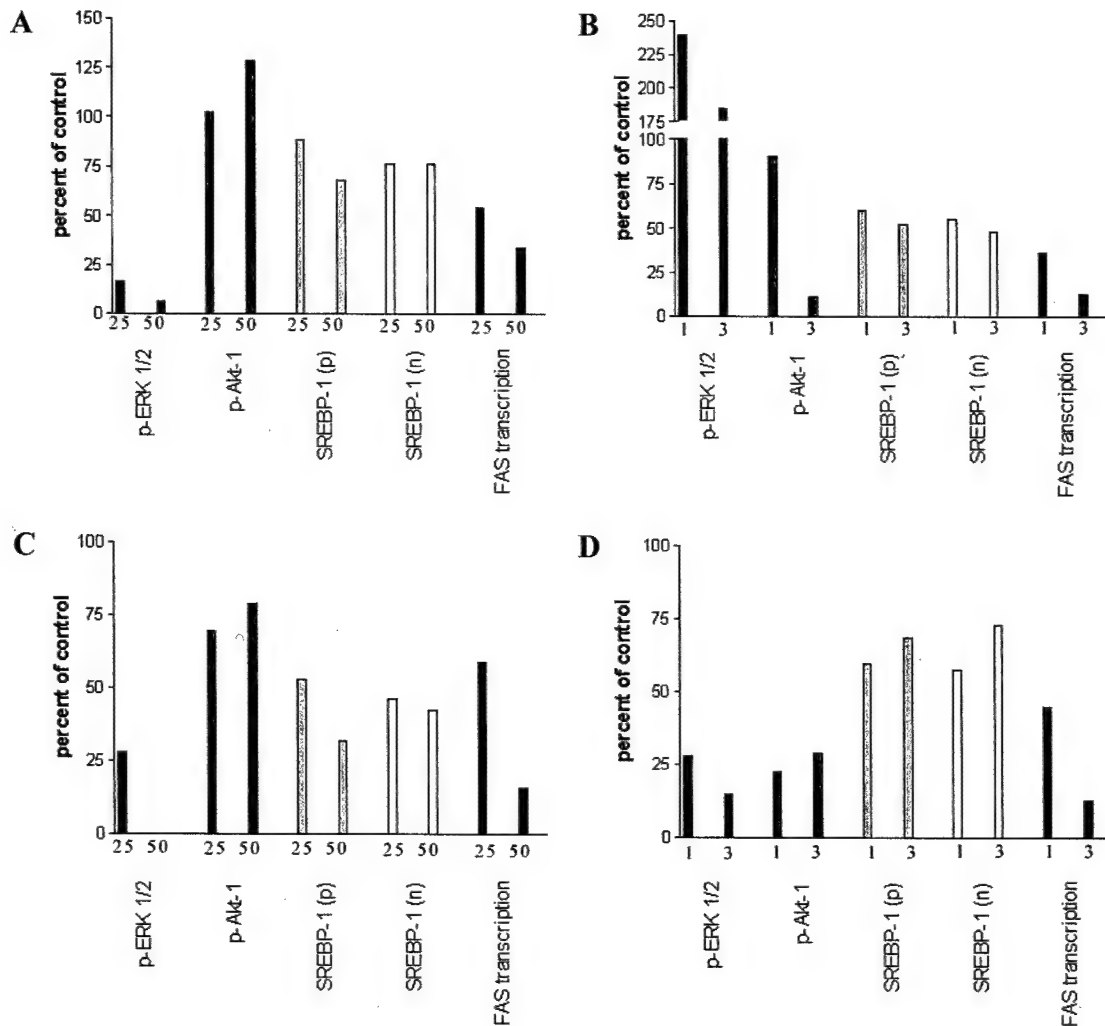 A
percent of control
150
125
100
75
50
25
0
25 50 25 50 25 50 25 50 25 50
p-ERK 1/2
p-Akt-1
SREBP-1 (p)
SREBP-1 (n)
FAS transcription
B
percent of control
250
225
200
175
100
75
50
25
0
1 3 1 3 1 3 1 3 1 3
p-ERK 1/2
p-Akt-1
SREBP-1 (p)
SREBP-1 (n)
FAS transcription
C
percent of control
100
75
50
25
0
25 50 25 50 25 50 25 50 25 50
p-ERK 1/2
p-Akt-1
SREBP-1 (p)
SREBP-1 (n)
FAS transcription
D
percent of control
100
75
50
25
0
1 3 1 3 1 3 1 3 1 3
p-ERK 1/2
p-Akt-1
SREBP-1 (p)
SREBP-1 (n)
FAS transcription